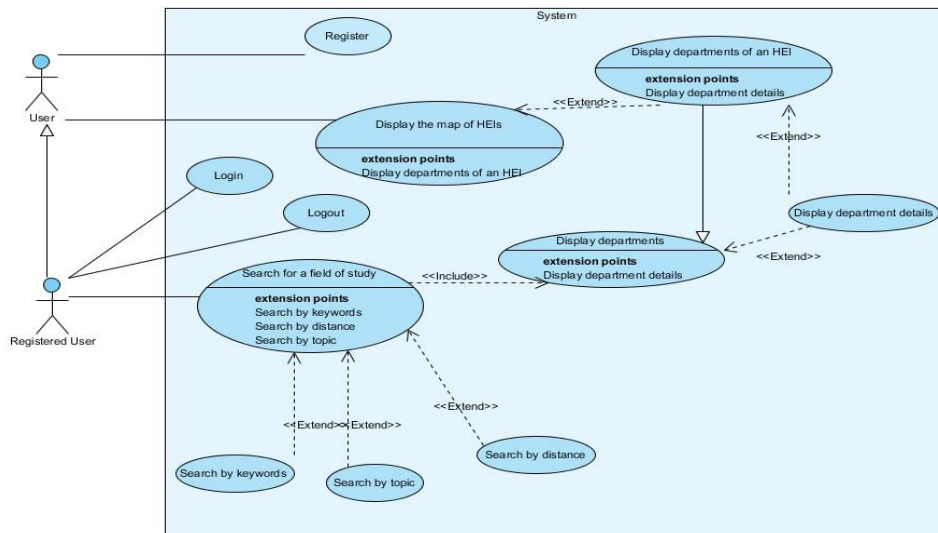 System
Register
User
Display departments of an HEI
extension points
Display department details
<<Extend>>
Display the map of HEIs
extension points
Display departments of an HEI
<<Extend>>
Login
Logout
Display department details
Display departments
extension points
Display department details
<<Extend>>
Search for a field of study
extension points
Search by keywords
Search by distance
Search by topic
<<Include>>
Registered User
<<Extend>>
<<Extend>>
<<Extend>>
Search by keywords
Search by topic
Search by distance